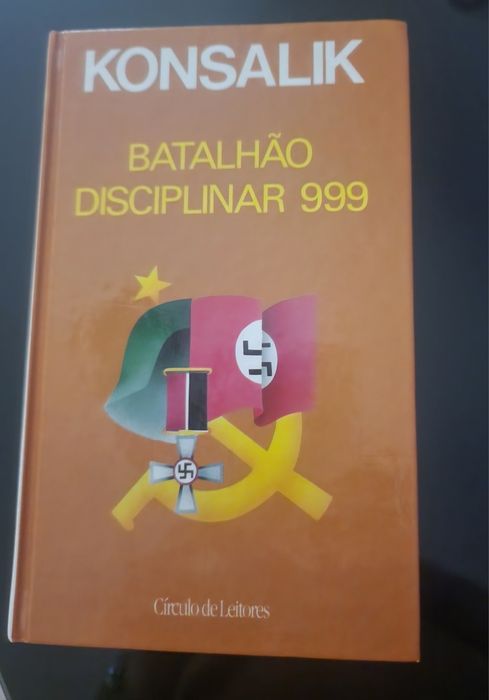 KONSALIK
BATALHÃO
DISCIPLINAR 999
Círculo de Leitores